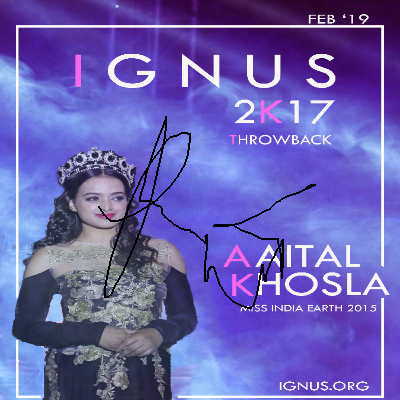 FEB ‘19
IGNUS
2K17
THROWBACK
AAITAL
KHOSLA
MISS INDIA EARTH 2015
IGNUS.ORG